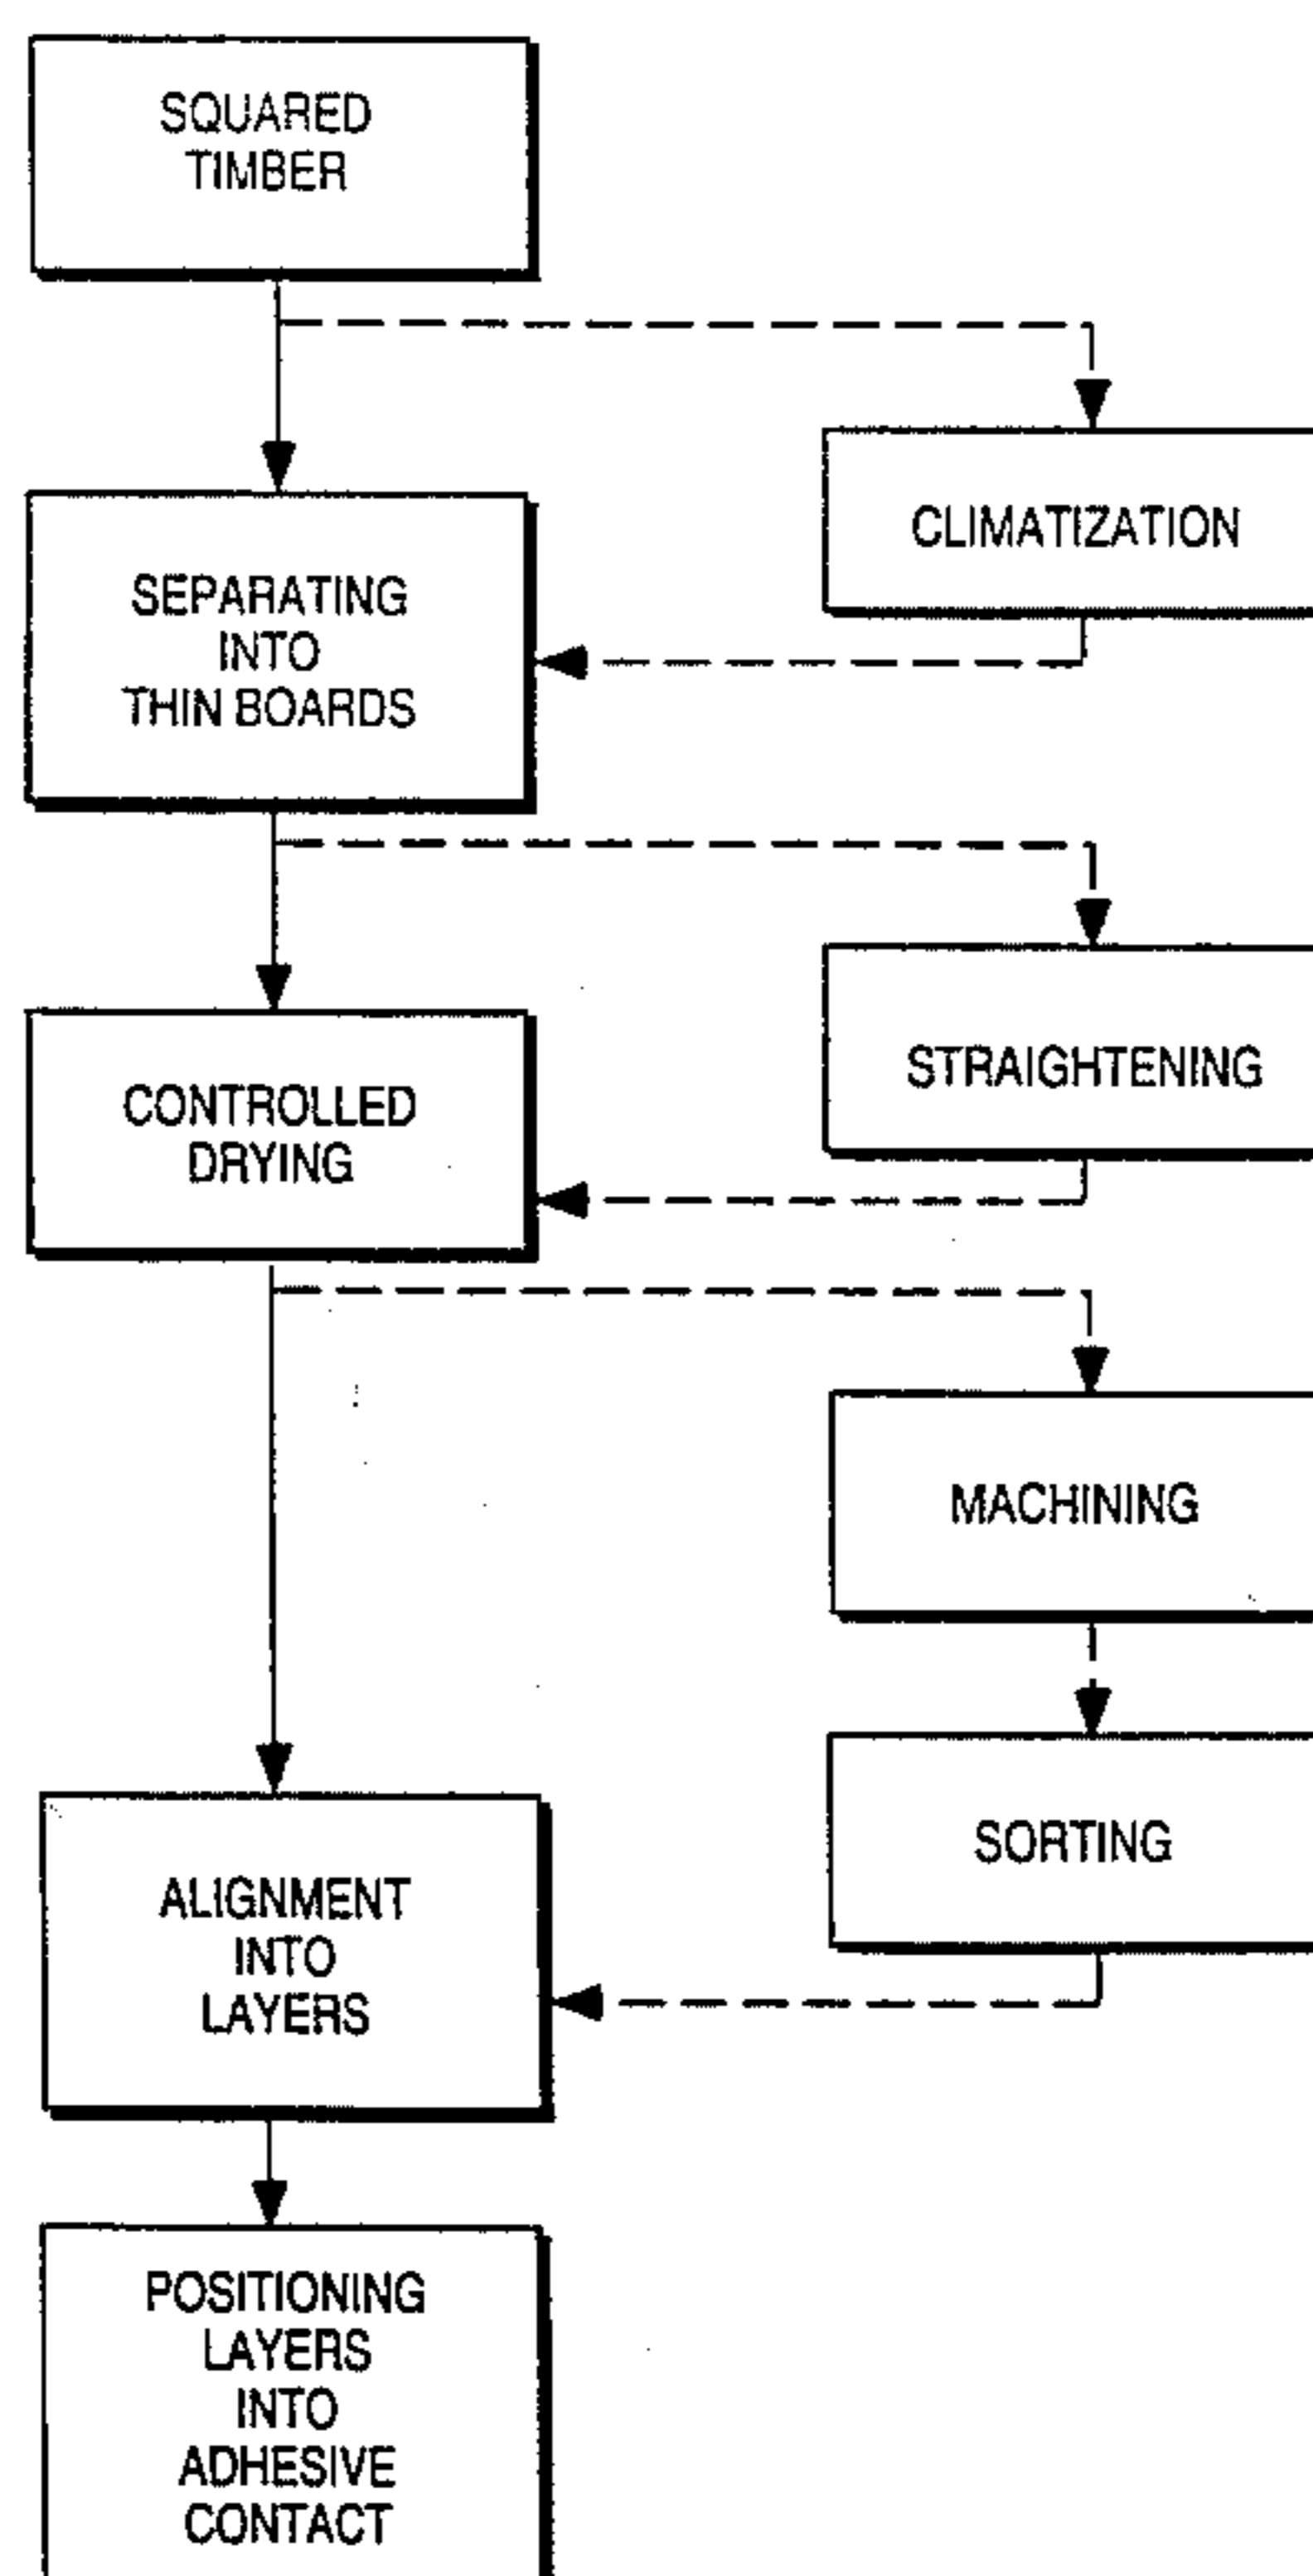 SQUARED
TIMBER
CLIMATIZATION
SEPARATING
INTO
THIN BOARDS
STRAIGHTENING
CONTROLLED
DRYING
MACHINING
SORTING
ALIGNMENT
INTO
LAYERS
POSITIONING
LAYERS
INTO
ADHESIVE
CONTACT